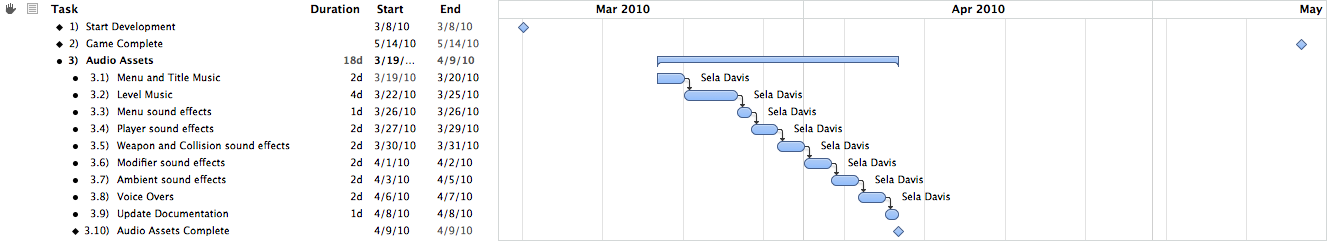 Task Duration Start End Mar 2010 Apr 2010 May
1) Start Development 3/8/10 3/8/10
2) Game Complete 5/14/10 5/14/10
3) Audio Assets 18d 3/19/... 4/9/10
3.1) Menu and Title Music 2d 3/19/10 3/20/10 Sela Davis
3.2) Level Music 4d 3/22/10 3/25/10 Sela Davis
3.3) Menu sound effects 1d 3/26/10 3/26/10 Sela Davis
3.4) Player sound effects 2d 3/27/10 3/29/10 Sela Davis
3.5) Weapon and Collision sound effects 2d 3/30/10 3/31/10 Sela Davis
3.6) Modifier sound effects 2d 4/1/10 4/2/10 Sela Davis
3.7) Ambient sound effects 2d 4/3/10 4/5/10 Sela Davis
3.8) Voice Overs 2d 4/6/10 4/7/10 Sela Davis
3.9) Update Documentation 1d 4/8/10 4/8/10
3.10) Audio Assets Complete 4/9/10 4/9/10